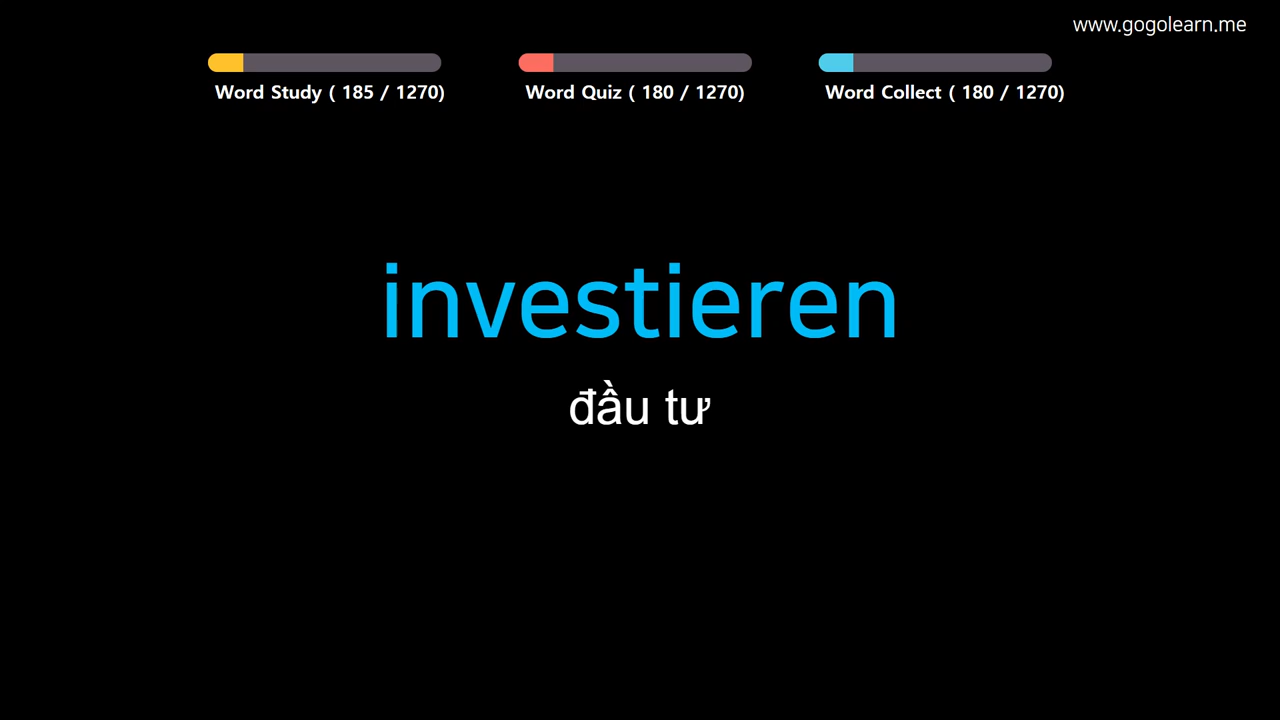 www.gogolearn.me
Word Study ( 185 / 1270)
Word Quiz ( 180 / 1270)
Word Collect ( 180 / 1270)
investieren
đầu tư